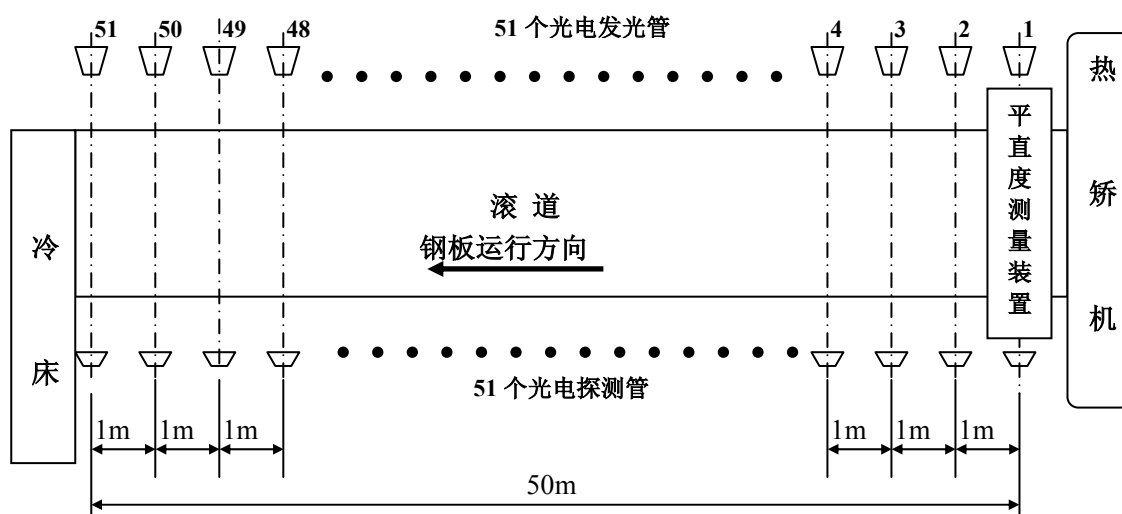 51 50 49 48 51 个光电发光管 4 3 2 1
热矫机
平直度测量装置
滚 道
钢板运行方向
冷床
51 个光电探测管
1m 1m 1m 1m 1m 1m
50m